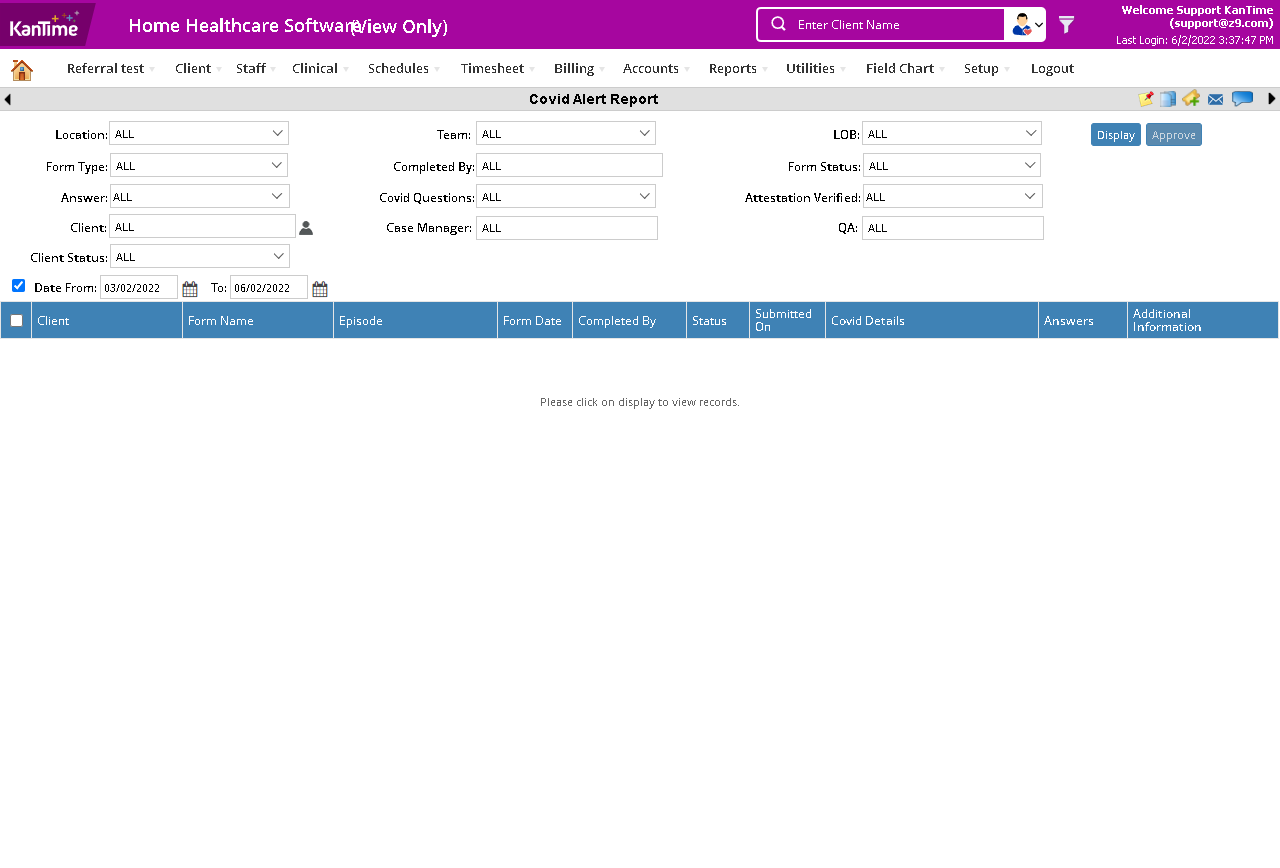 KanTime Home Healthcare Software (View Only) Enter Client Name
Welcome Support KanTime
(support@z9.com)
Last Login: 6/2/2022 3:37:47 PM
Referral test Client Staff Clinical Schedules Timesheet Billing Accounts Reports Utilities Field Chart Setup Logout
Covid Alert Report
Location: ALL Team: ALL LOB: ALL Display Approve
Form Type: ALL Completed By: ALL Form Status: ALL
Answer: ALL Covid Questions: ALL Attestation Verified: ALL
Client: ALL Case Manager: ALL QA: ALL
Client Status: ALL
Date From: 03/02/2022 To: 06/02/2022
Client Form Name Episode Form Date Completed By Status Submitted On Covid Details Answers Additional Information
Please click on display to view records.